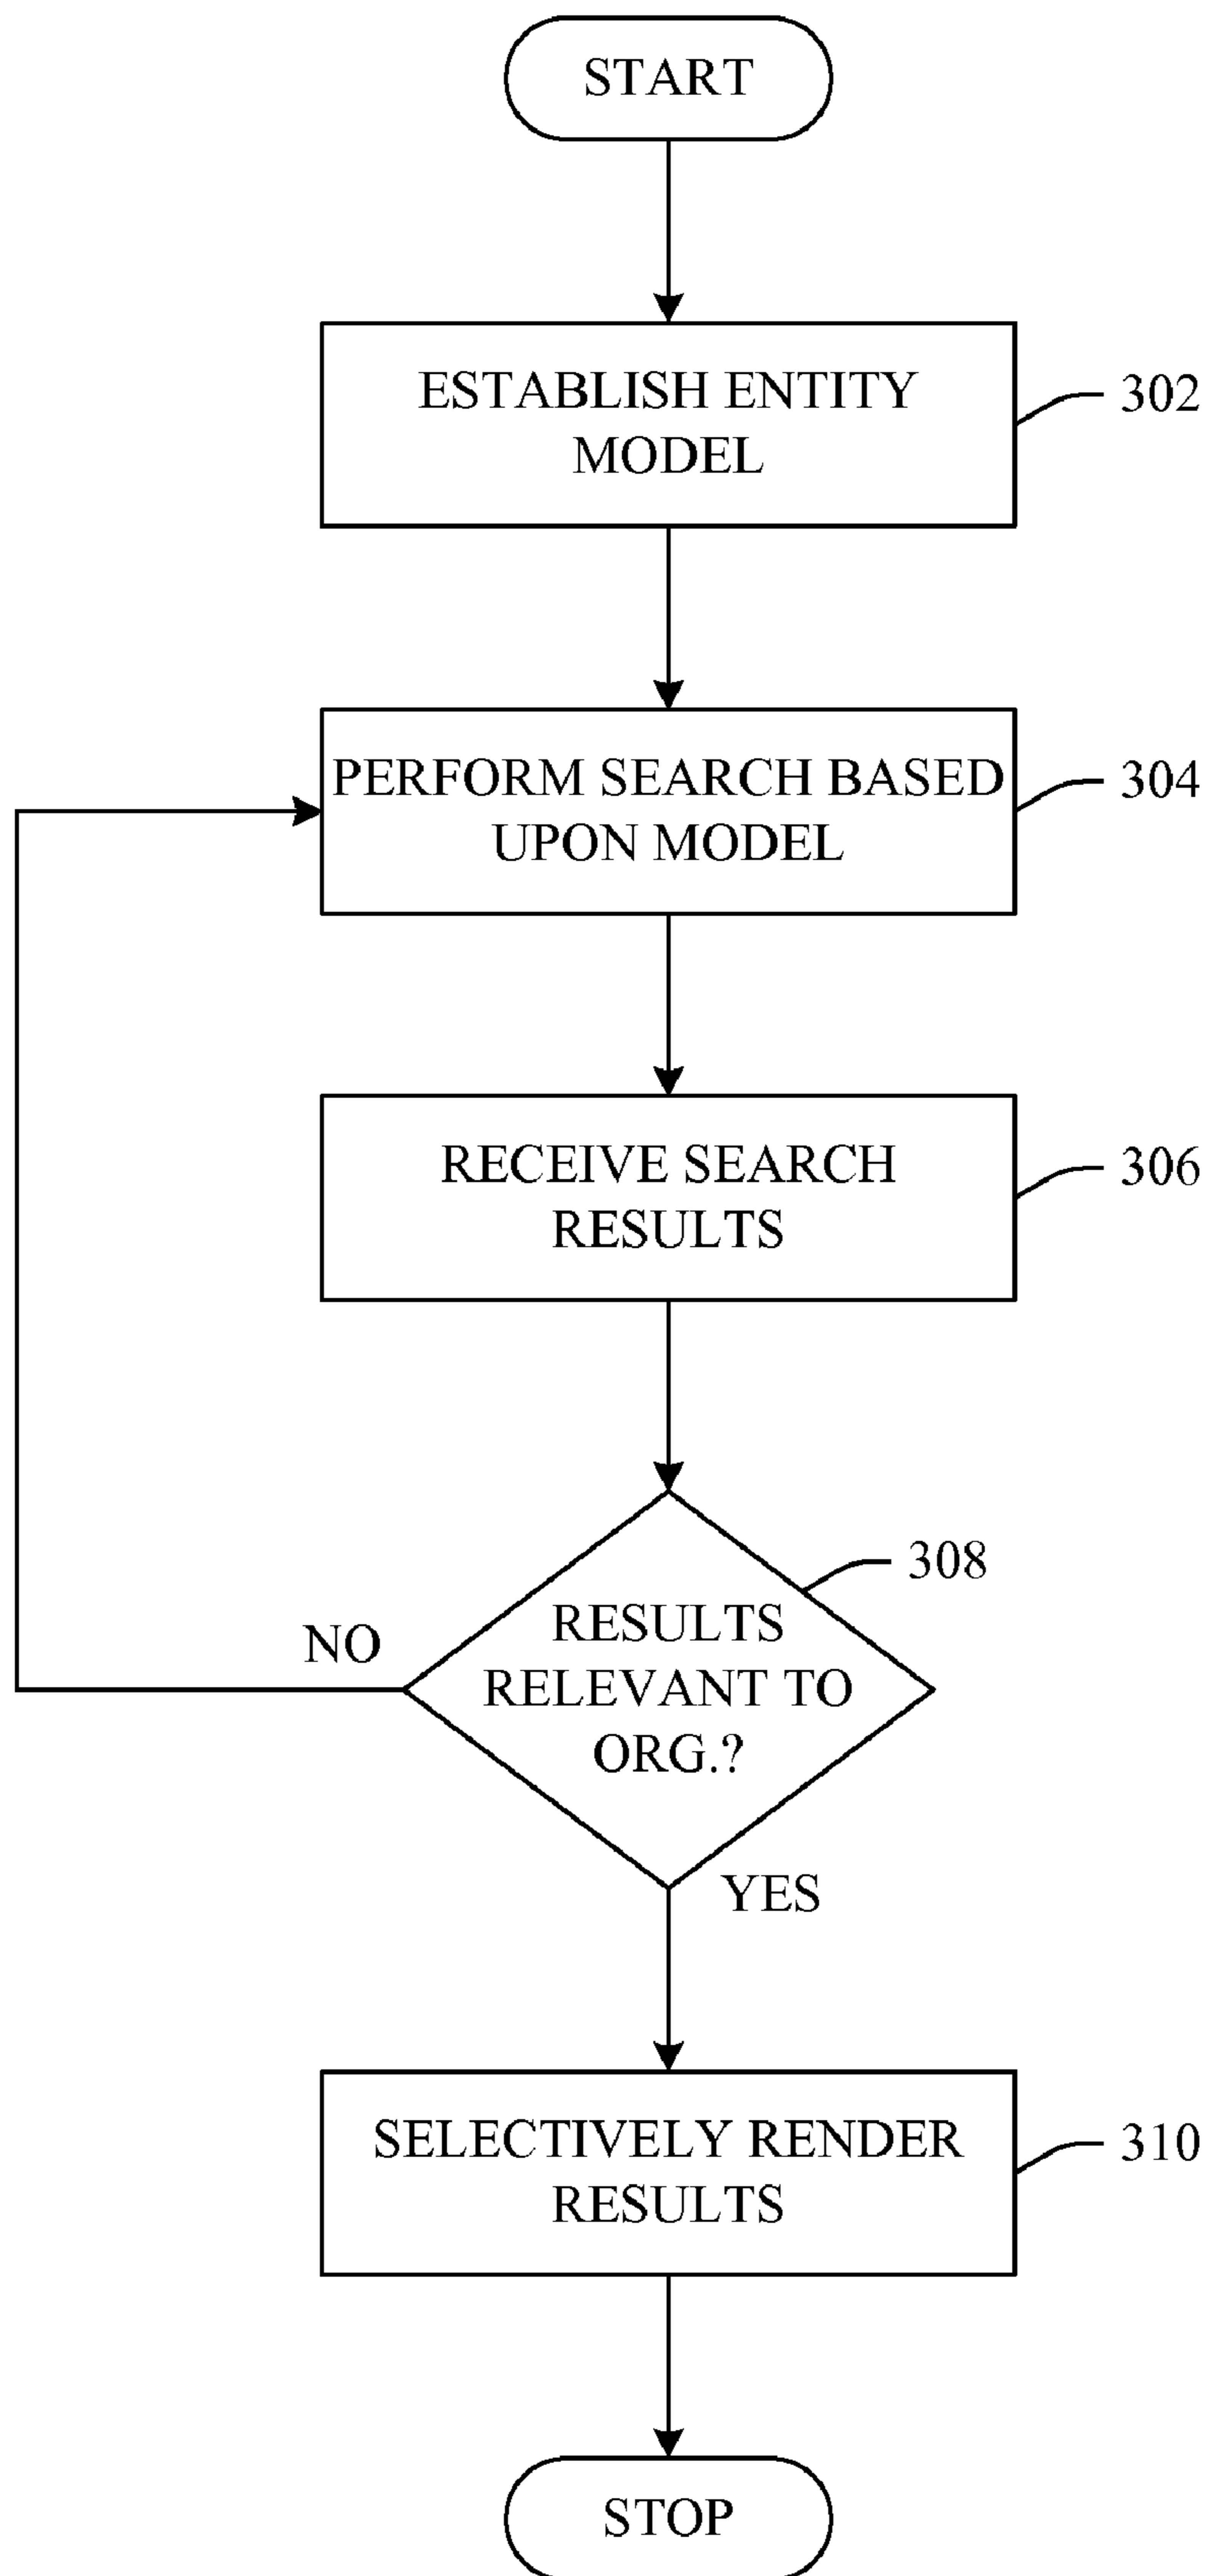 START
ESTABLISH ENTITY
MODEL
302
PERFORM SEARCH BASED
UPON MODEL
304
RECEIVE SEARCH
RESULTS
306
308
RESULTS
RELEVANT TO
ORG.?
NO
YES
SELECTIVELY RENDER
RESULTS
310
STOP